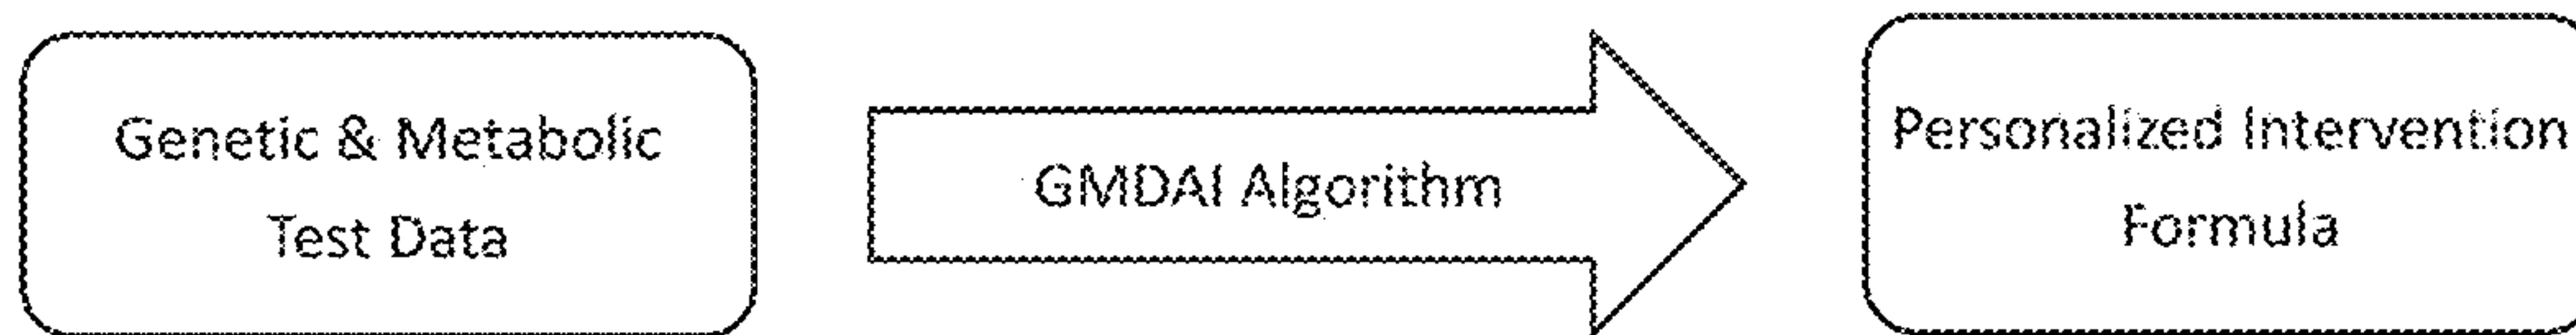 Genetic & Metabolic
Test Data
GMDAI Algorithm
Personalized Intervention
Formula